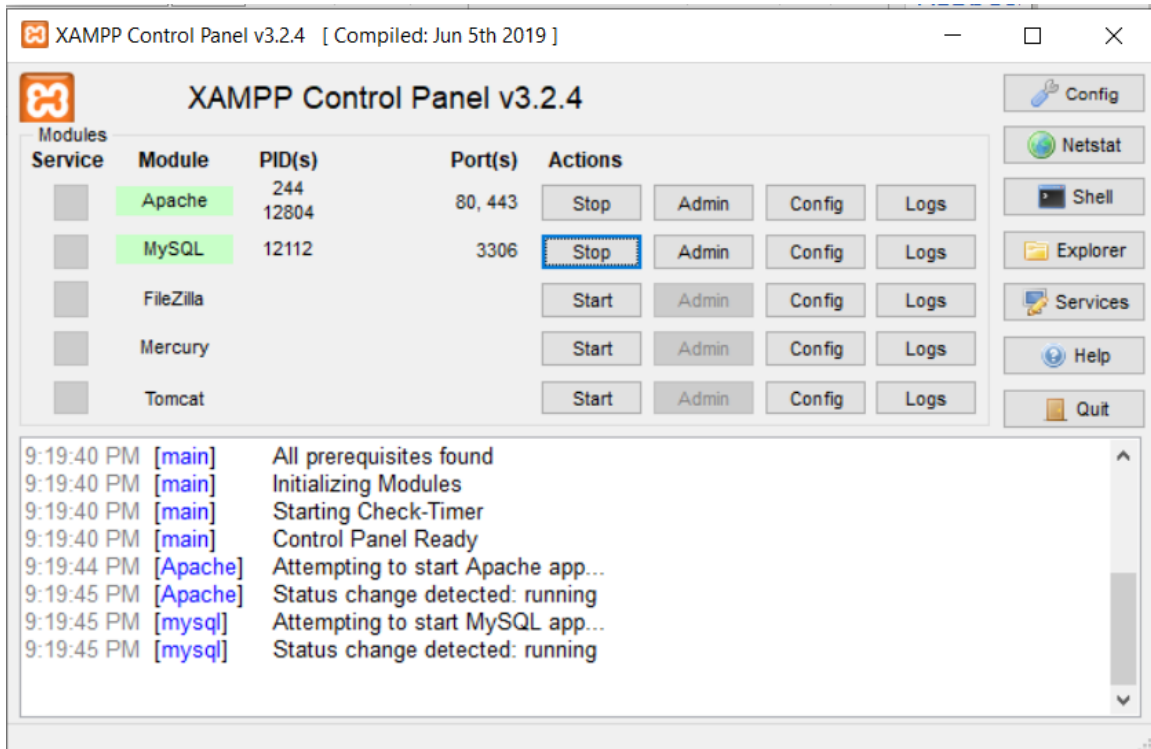 XAMPP Control Panel v3.2.4 [ Compiled: Jun 5th 2019 ]
XAMPP Control Panel v3.2.4
Config
Modules
Service Module PID(s) Port(s) Actions
Netstat
Apache 244 12804 80, 443 Stop Admin Config Logs
Shell
MySQL 12112 3306 Stop Admin Config Logs
Explorer
FileZilla Start Admin Config Logs
Services
Mercury Start Admin Config Logs
Help
Tomcat Start Admin Config Logs
Quit
9:19:40 PM [main] All prerequisites found
9:19:40 PM [main] Initializing Modules
9:19:40 PM [main] Starting Check-Timer
9:19:40 PM [main] Control Panel Ready
9:19:44 PM [Apache] Attempting to start Apache app...
9:19:45 PM [Apache] Status change detected: running
9:19:45 PM [mysql] Attempting to start MySQL app...
9:19:45 PM [mysql] Status change detected: running